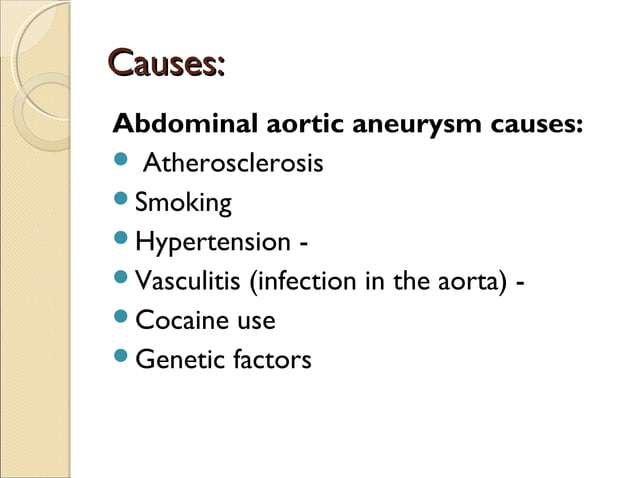 Causes:
Abdominal aortic aneurysm causes:
Atherosclerosis
Smoking
Hypertension -
Vasculitis (infection in the aorta) -
Cocaine use
Genetic factors